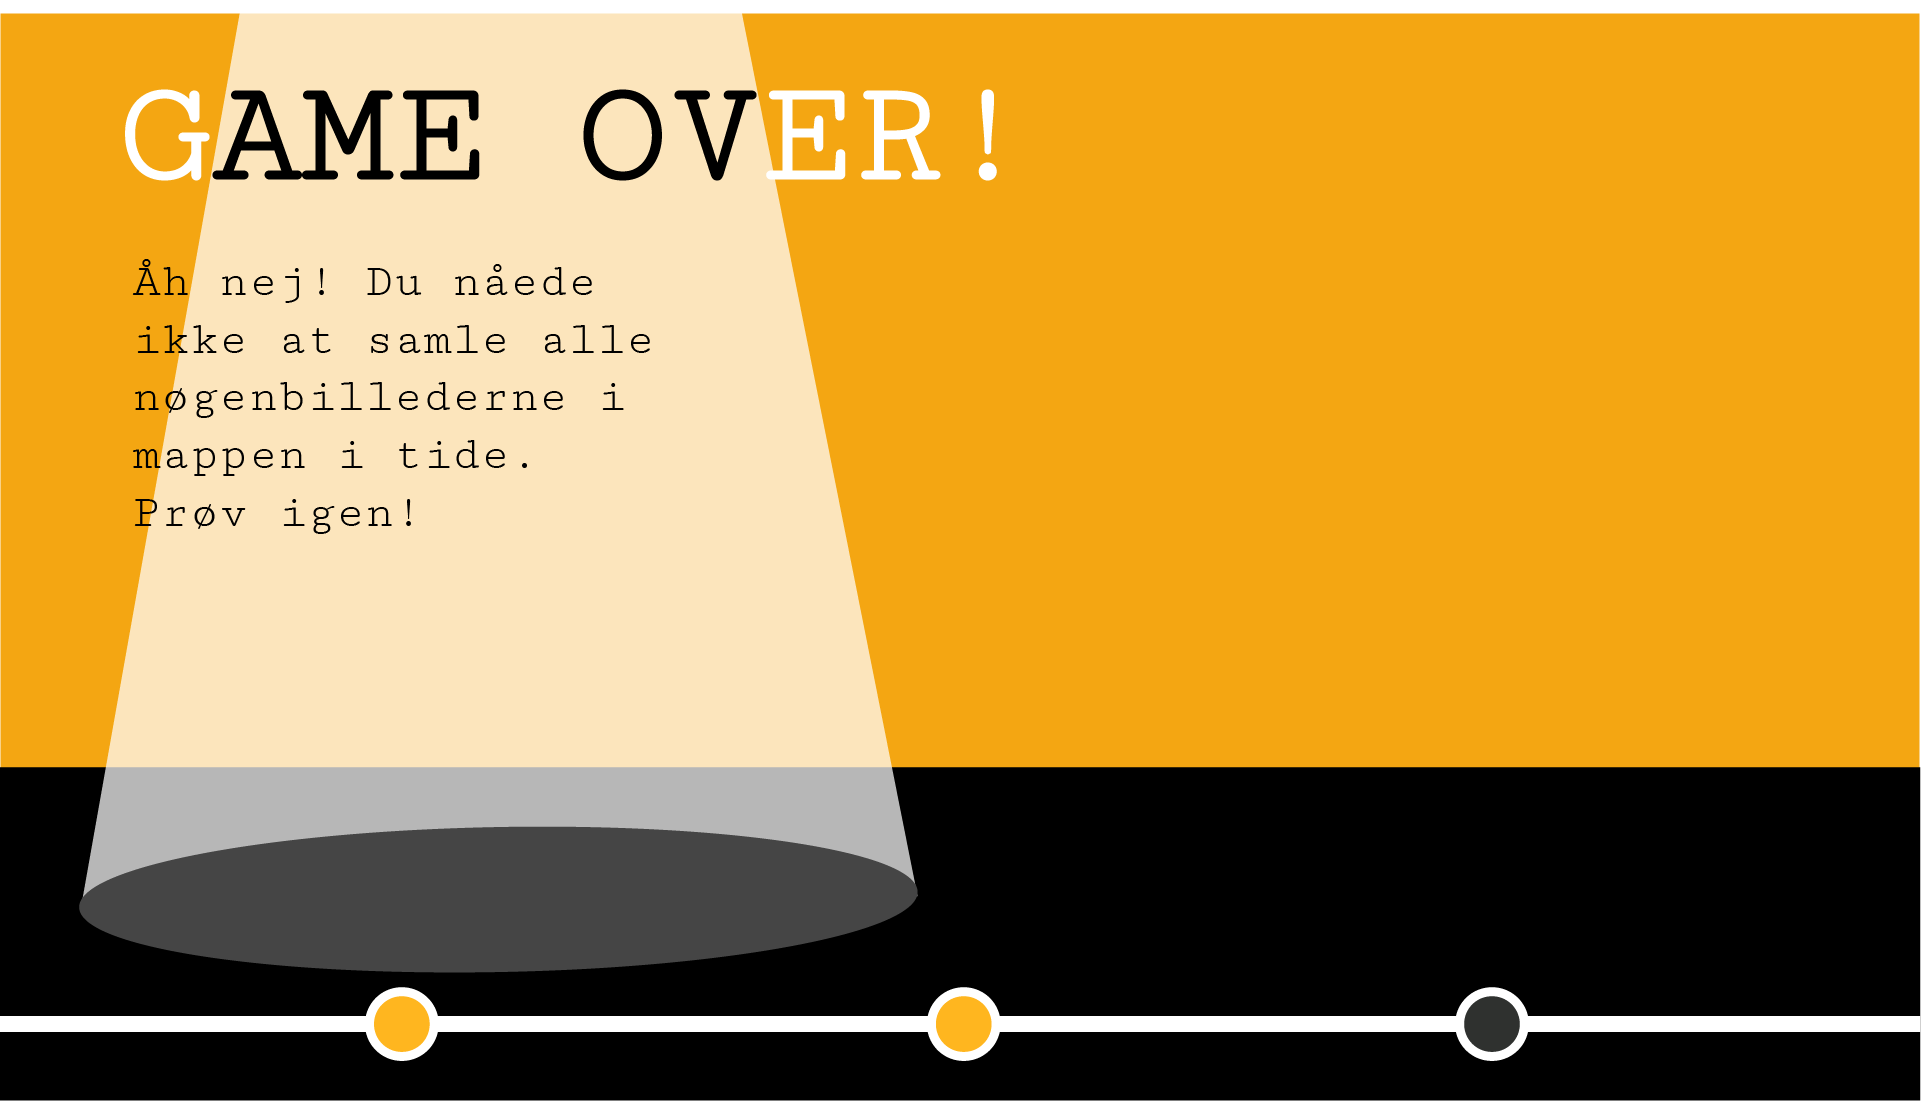 GAME OVER!
Åh nej! Du nåede
ikke at samle alle
nøgenbillederne i
mappen i tide.
Prøv igen!